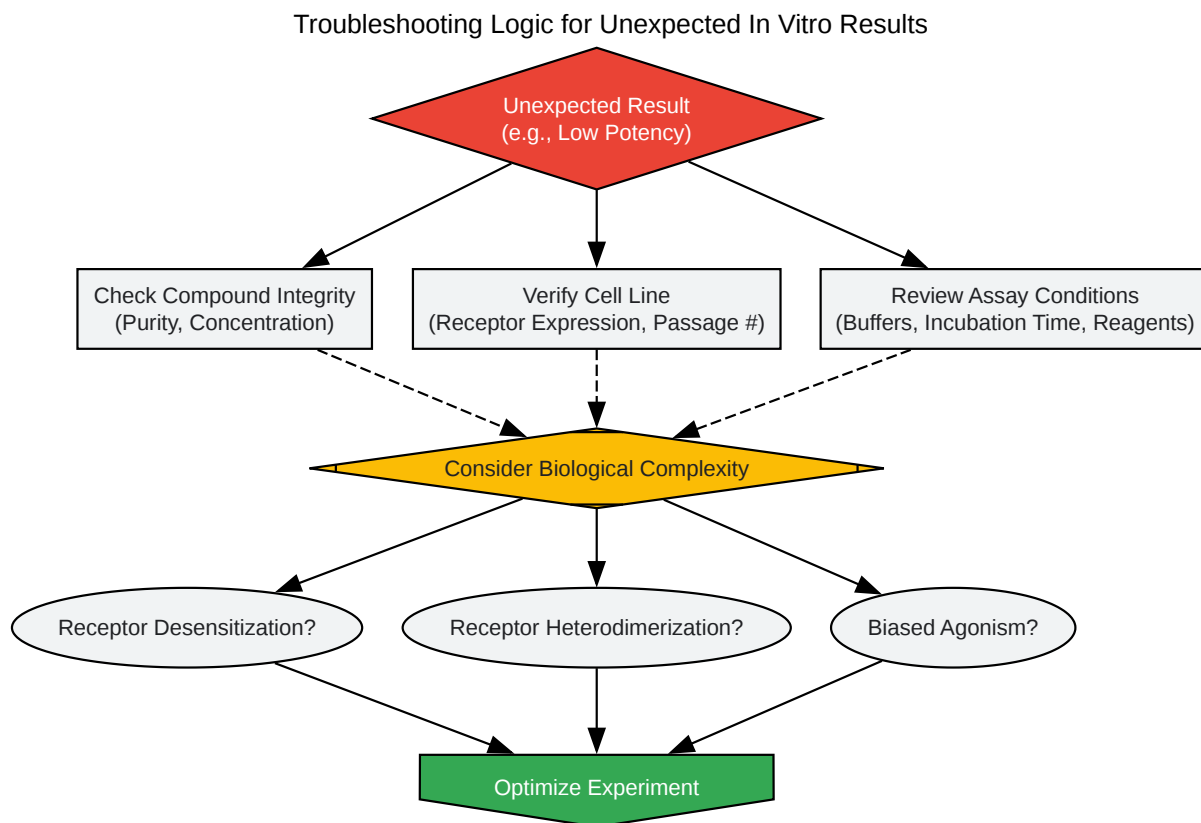 Troubleshooting Logic for Unexpected In Vitro Results
Unexpected Result
(e.g., Low Potency)
Check Compound Integrity
(Purity, Concentration)
Verify Cell Line
(Receptor Expression, Passage #)
Review Assay Conditions
(Buffers, Incubation Time, Reagents)
Consider Biological Complexity
Receptor Desensitization?
Receptor Heterodimerization?
Biased Agonism?
Optimize Experiment